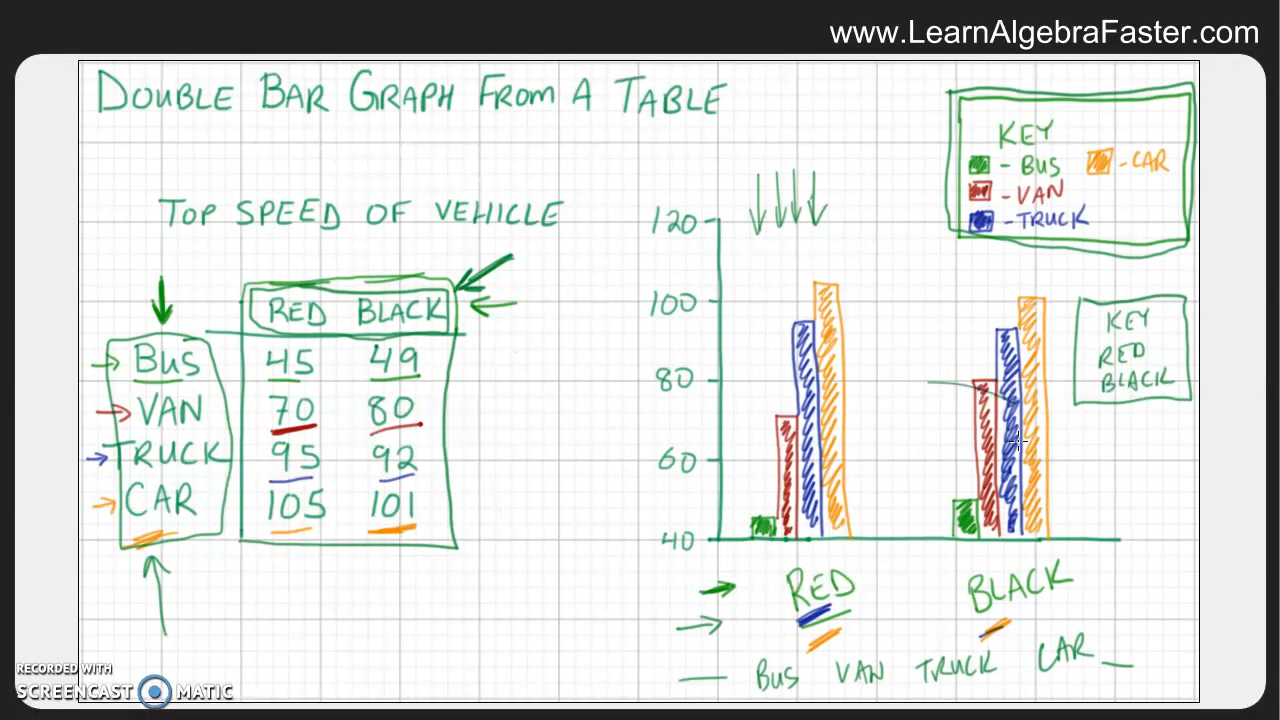 www.LearnAlgebraFaster.com
DOUBLE BAR GRAPH FROM A TABLE
TOP SPEED OF VEHICLE
RED BLACK
BUS 45 49
VAN 70 80
TRUCK 95 92
CAR 105 101
120
100
80
60
40
RED BLACK
BUS VAN TRUCK CAR
KEY
- BUS - CAR
- VAN
- TRUCK
KEY
RED
BLACK
RECORDED WITH
SCREENCAST MATIC